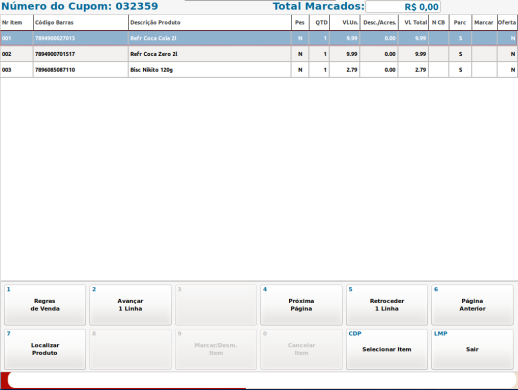 Número do Cupom: 032359 Total Marcados: R$ 0,00
Nr Item Código Barras Descrição Produto Pes QTD Vl.Un. Desc./Acres. Vl. Total N CB Parc Marcar Oferta
001 7894900027013 Refr Coca Cola 2l N 1 9.99 0.00 9.99 S N
002 7894900701517 Refr Coca Zero 2l N 1 9.99 0.00 9.99 S N
003 7896085087110 Bisc Nikito 120g N 1 2.79 0.00 2.79 S N
1 Regras de Venda
2 Avançar 1 Linha
3
4 Próxima Página
5 Retroceder 1 Linha
6 Página Anterior
7 Localizar Produto
8
9 Marcar/Desm. Item
0 Cancelar Item
CDP Selecionar Item
LMP Sair